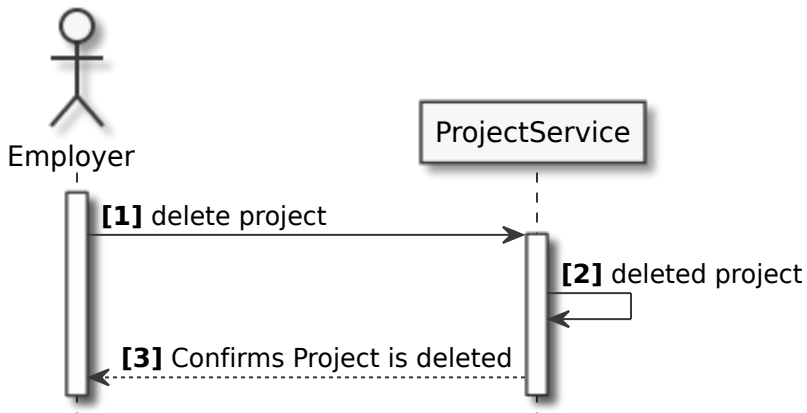 Employer
ProjectService
[1] delete project
[2] deleted project
[3] Confirms Project is deleted